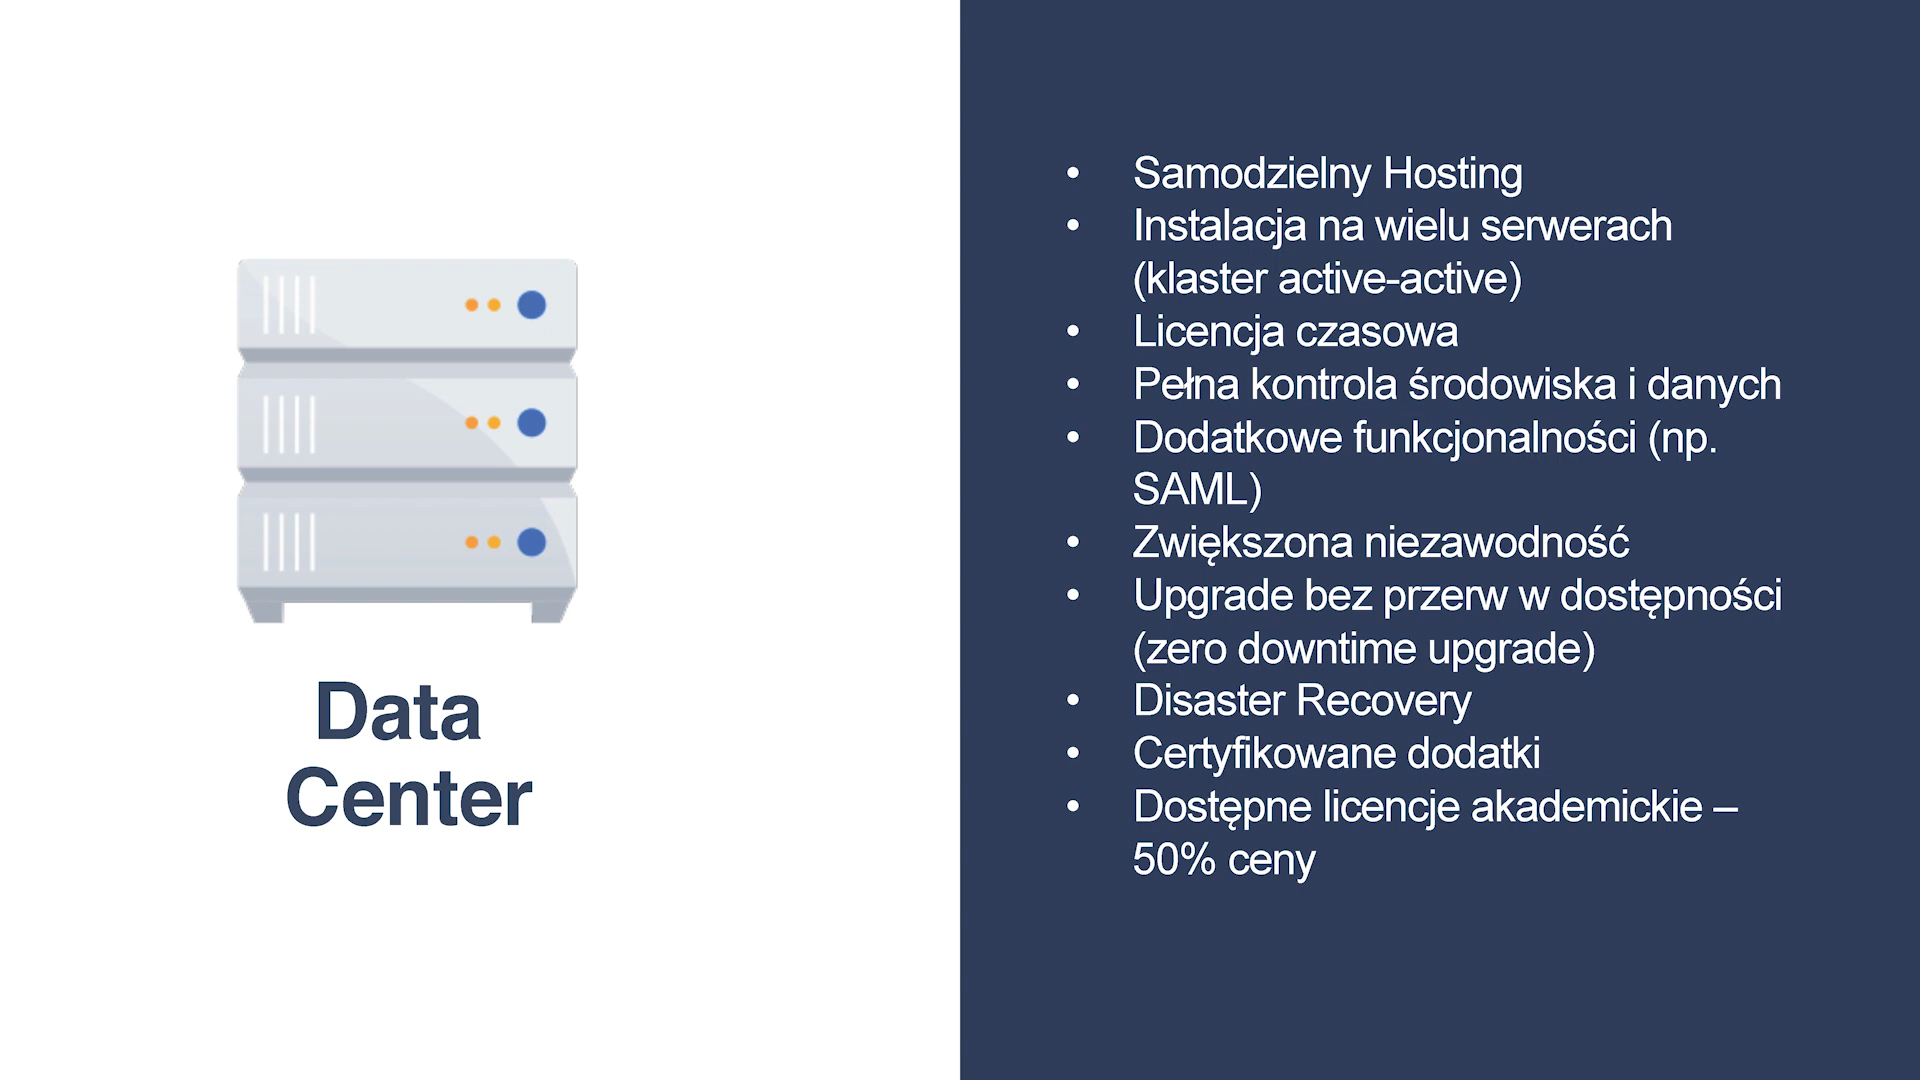 Data
Center
• Samodzielny Hosting
• Instalacja na wielu serwerach
(klaster active-active)
• Licencja czasowa
• Pełna kontrola środowiska i danych
• Dodatkowe funkcjonalności (np.
SAML)
• Zwiększona niezawodność
• Upgrade bez przerw w dostępności
(zero downtime upgrade)
• Disaster Recovery
• Certyfikowane dodatki
• Dostępne licencje akademickie –
50% ceny